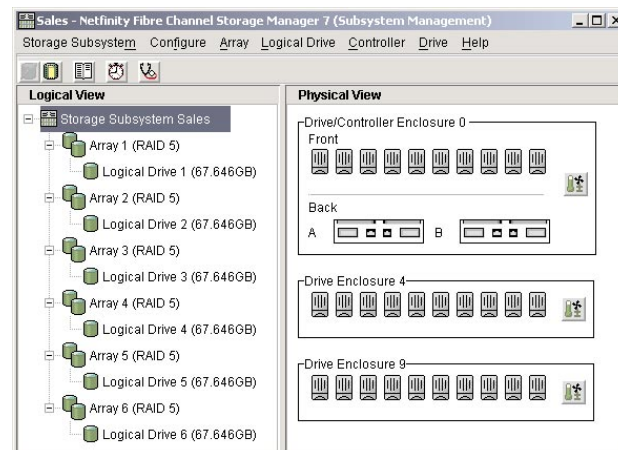 Sales - Netfinity Fibre Channel Storage Manager 7 (Subsystem Management)
Storage Subsystem Configure Array Logical Drive Controller Drive Help
Logical View
Storage Subsystem Sales
Array 1 (RAID 5)
Logical Drive 1 (67.646GB)
Array 2 (RAID 5)
Logical Drive 2 (67.646GB)
Array 3 (RAID 5)
Logical Drive 3 (67.646GB)
Array 4 (RAID 5)
Logical Drive 4 (67.646GB)
Array 5 (RAID 5)
Logical Drive 5 (67.646GB)
Array 6 (RAID 5)
Logical Drive 6 (67.646GB)
Physical View
Drive/Controller Enclosure 0
Front
Back
A B
Drive Enclosure 4
Drive Enclosure 9